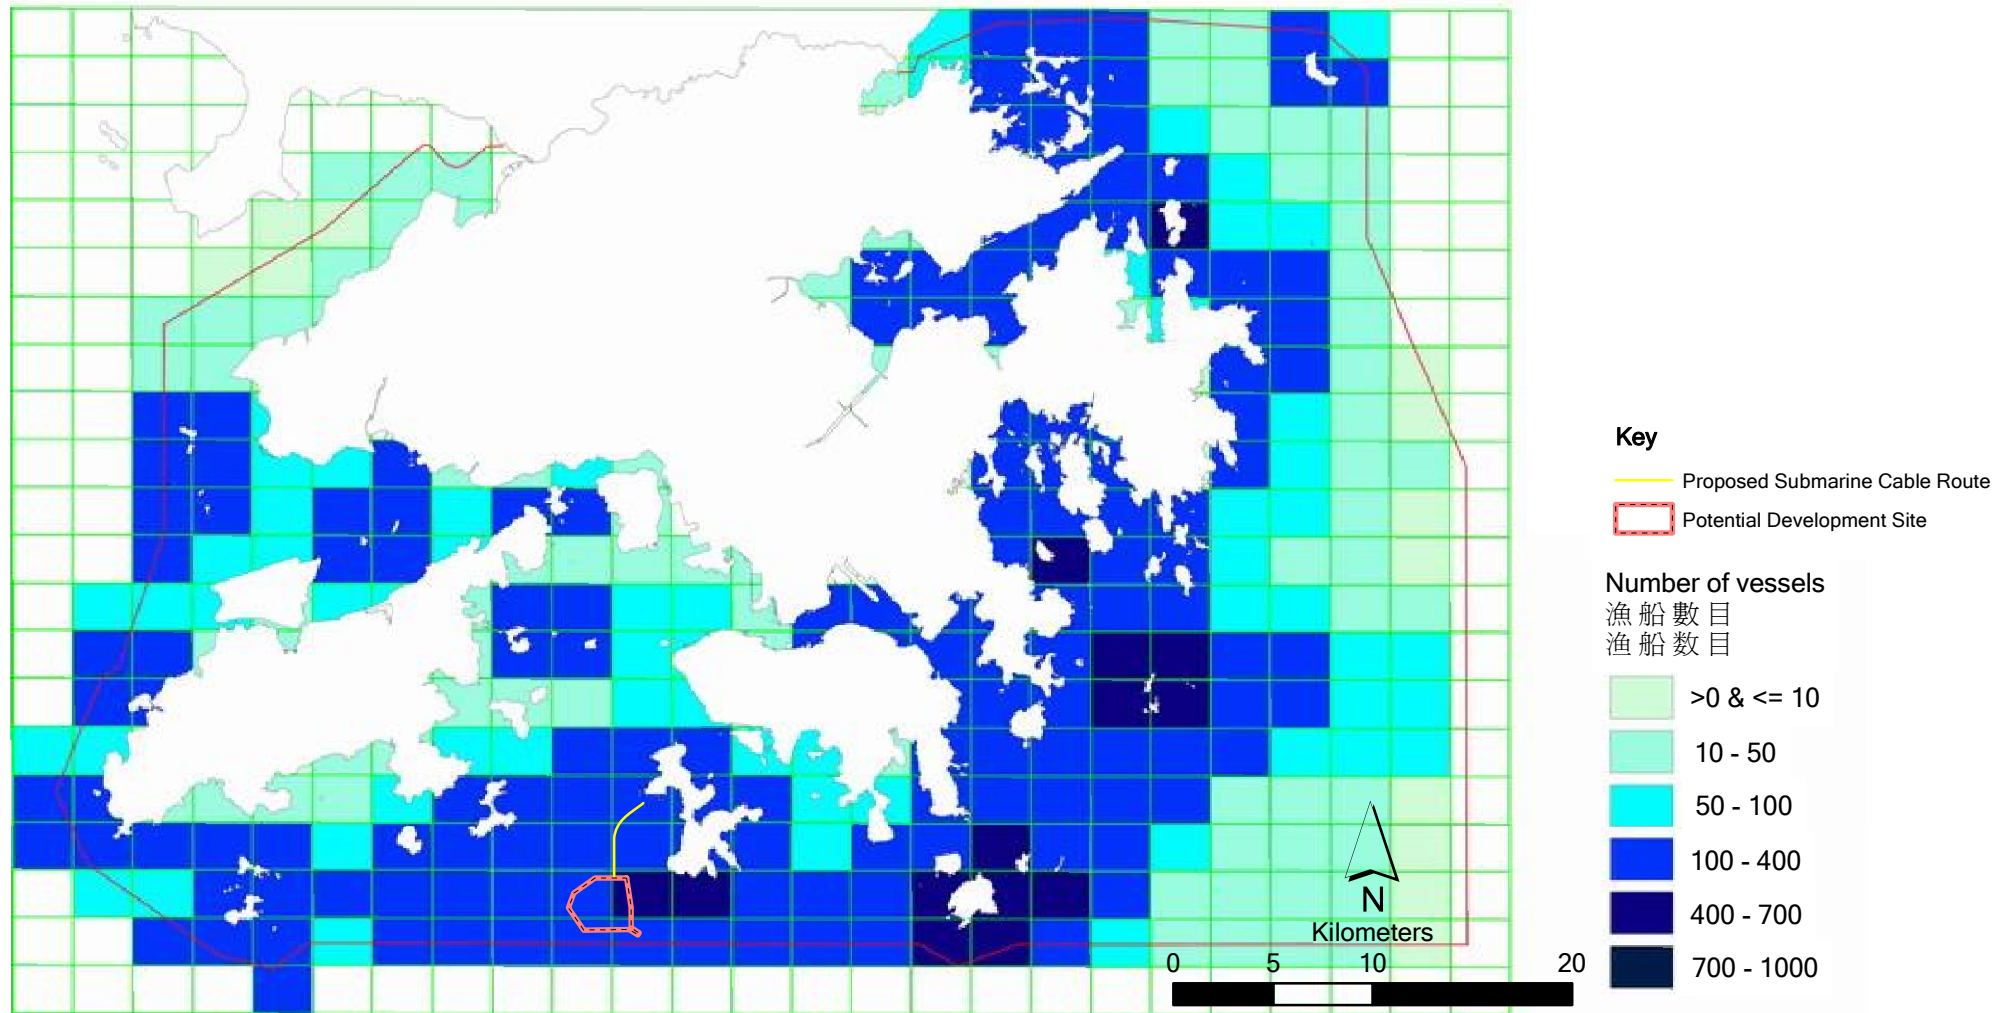 Key
Proposed Submarine Cable Route
Potential Development Site
Number of vessels
漁船數目
渔船数目
>0 & <= 10
10 - 50
50 - 100
100 - 400
400 - 700
700 - 1000
N
Kilometers
0 5 10 20